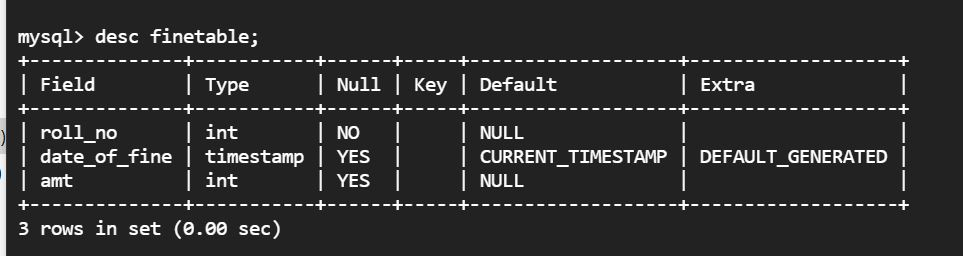 mysql> desc finetable;
+--------------+-----------+------+-----+-------------------+-------------------+
| Field        | Type      | Null | Key | Default           | Extra             |
+--------------+-----------+------+-----+-------------------+-------------------+
| roll_no      | int       | NO   |     | NULL              |                   |
| date_of_fine | timestamp | YES  |     | CURRENT_TIMESTAMP | DEFAULT_GENERATED |
| amt          | int       | YES  |     | NULL              |                   |
+--------------+-----------+------+-----+-------------------+-------------------+
3 rows in set (0.00 sec)